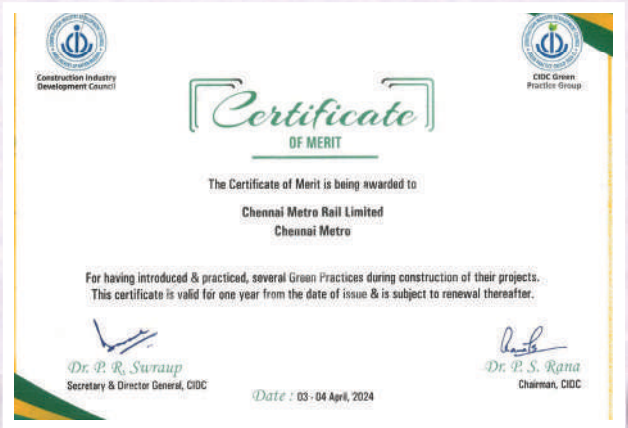 Construction Industry
Development Council
CIDC Green
Practice Group
Certificate
OF MERIT
The Certificate of Merit is being awarded to
Chennai Metro Rail Limited
Chennai Metro
For having introduced & practiced, several Green Practices during construction of their projects.
This certificate is valid for one year from the date of issue & is subject to renewal thereafter.
Dr. P. R. Swraup
Secretary & Director General, CIDC
Dr. P. S. Rana
Chairman, CIDC
Date : 03 - 04 April, 2024